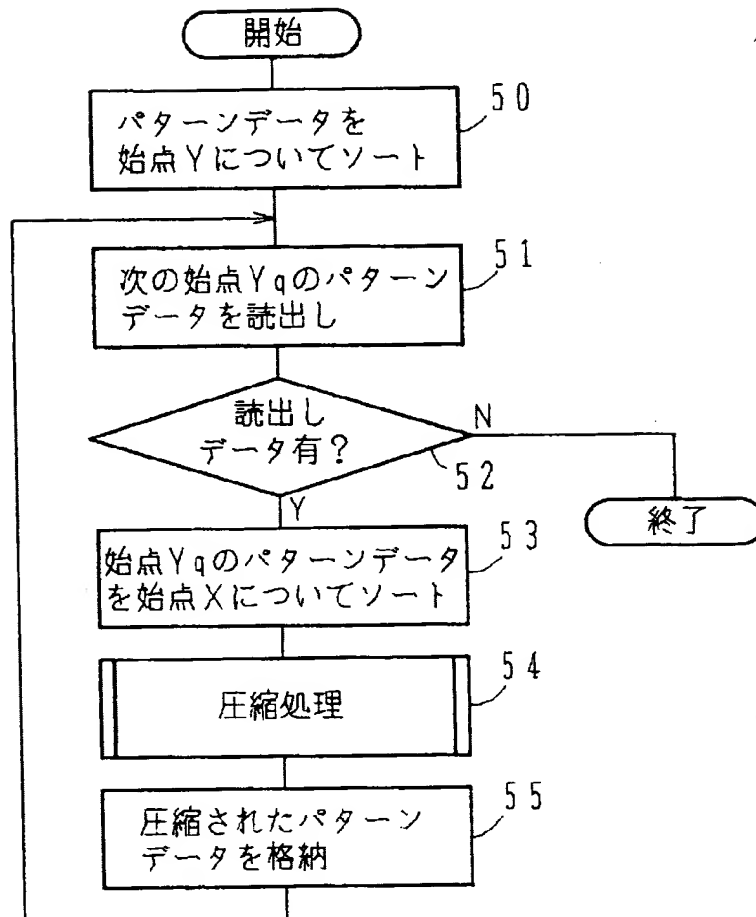 開始
50
パターンデータを
始点Yについてソート
51
次の始点Yqのパターン
データを読出し
読出し
データ有?
N
52
Y
終了
53
始点Yqのパターンデータ
を始点Xについてソート
54
圧縮処理
55
圧縮されたパターン
データを格納